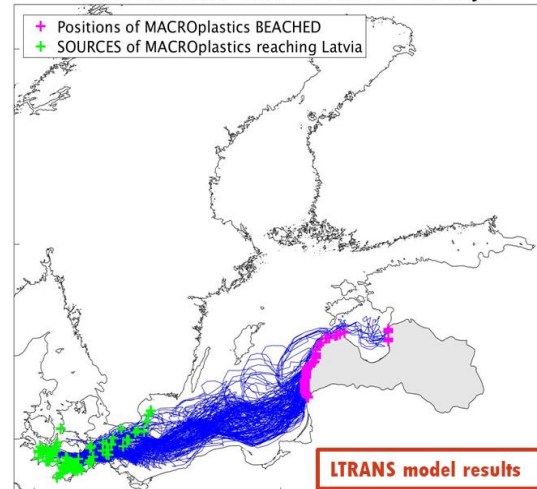 Positions of MACROplastics BEACHED
SOURCES of MACROplastics reaching Latvia
LTRANS model results